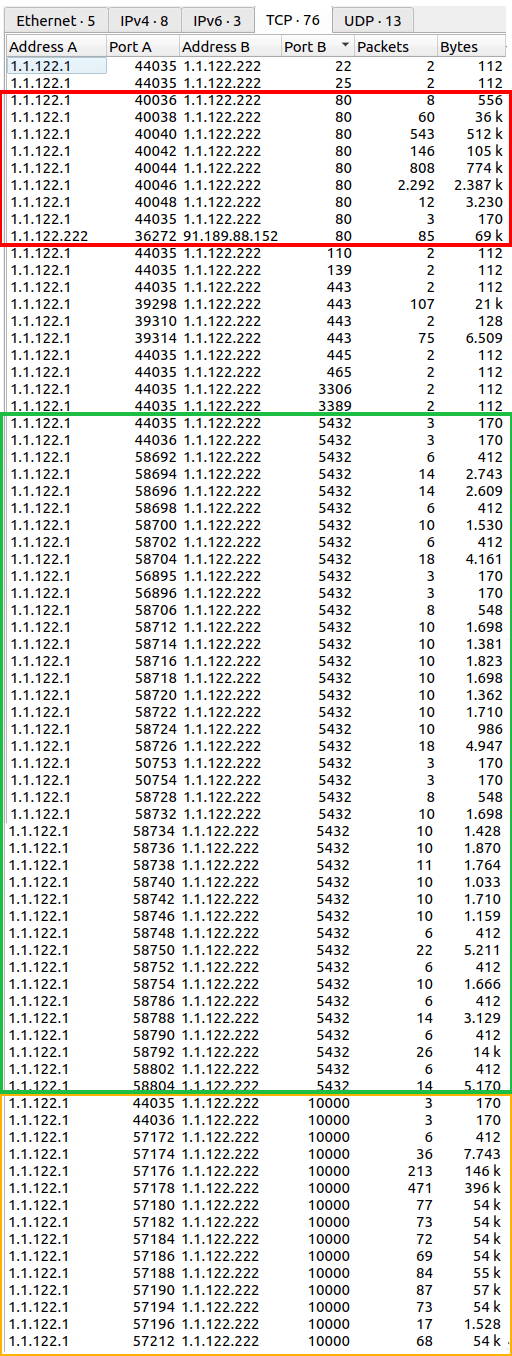 Ethernet · 5 IPv4 · 8 IPv6 · 3 TCP · 76 UDP · 13
Address A Port A Address B Port B Packets Bytes
1.1.122.1 44035 1.1.122.222 22 2 112
1.1.122.1 44035 1.1.122.222 25 2 112
1.1.122.1 40036 1.1.122.222 80 8 556
1.1.122.1 40038 1.1.122.222 80 60 36 k
1.1.122.1 40040 1.1.122.222 80 543 512 k
1.1.122.1 40042 1.1.122.222 80 146 105 k
1.1.122.1 40044 1.1.122.222 80 808 774 k
1.1.122.1 40046 1.1.122.222 80 2.292 2.387 k
1.1.122.1 40048 1.1.122.222 80 12 3.230
1.1.122.1 44035 1.1.122.222 80 3 170
1.1.122.222 36272 91.189.88.152 80 85 69 k
1.1.122.1 44035 1.1.122.222 110 2 112
1.1.122.1 44035 1.1.122.222 139 2 112
1.1.122.1 44035 1.1.122.222 443 2 112
1.1.122.1 39298 1.1.122.222 443 107 21 k
1.1.122.1 39310 1.1.122.222 443 2 128
1.1.122.1 39314 1.1.122.222 443 75 6.509
1.1.122.1 44035 1.1.122.222 445 2 112
1.1.122.1 44035 1.1.122.222 465 2 112
1.1.122.1 44035 1.1.122.222 3306 2 112
1.1.122.1 44035 1.1.122.222 3389 2 112
1.1.122.1 44035 1.1.122.222 5432 3 170
1.1.122.1 44036 1.1.122.222 5432 3 170
1.1.122.1 58692 1.1.122.222 5432 6 412
1.1.122.1 58694 1.1.122.222 5432 14 2.743
1.1.122.1 58696 1.1.122.222 5432 14 2.609
1.1.122.1 58698 1.1.122.222 5432 6 412
1.1.122.1 58700 1.1.122.222 5432 10 1.530
1.1.122.1 58702 1.1.122.222 5432 6 412
1.1.122.1 58704 1.1.122.222 5432 18 4.161
1.1.122.1 56895 1.1.122.222 5432 3 170
1.1.122.1 56896 1.1.122.222 5432 3 170
1.1.122.1 58706 1.1.122.222 5432 8 548
1.1.122.1 58712 1.1.122.222 5432 10 1.698
1.1.122.1 58714 1.1.122.222 5432 10 1.381
1.1.122.1 58716 1.1.122.222 5432 10 1.823
1.1.122.1 58718 1.1.122.222 5432 10 1.698
1.1.122.1 58720 1.1.122.222 5432 10 1.362
1.1.122.1 58722 1.1.122.222 5432 10 1.710
1.1.122.1 58724 1.1.122.222 5432 10 986
1.1.122.1 58726 1.1.122.222 5432 18 4.947
1.1.122.1 50753 1.1.122.222 5432 3 170
1.1.122.1 50754 1.1.122.222 5432 3 170
1.1.122.1 58728 1.1.122.222 5432 8 548
1.1.122.1 58732 1.1.122.222 5432 10 1.698
1.1.122.1 58734 1.1.122.222 5432 10 1.428
1.1.122.1 58736 1.1.122.222 5432 10 1.870
1.1.122.1 58738 1.1.122.222 5432 11 1.764
1.1.122.1 58740 1.1.122.222 5432 10 1.033
1.1.122.1 58742 1.1.122.222 5432 10 1.710
1.1.122.1 58746 1.1.122.222 5432 10 1.159
1.1.122.1 58748 1.1.122.222 5432 6 412
1.1.122.1 58750 1.1.122.222 5432 22 5.211
1.1.122.1 58752 1.1.122.222 5432 6 412
1.1.122.1 58754 1.1.122.222 5432 10 1.666
1.1.122.1 58786 1.1.122.222 5432 6 412
1.1.122.1 58788 1.1.122.222 5432 14 3.129
1.1.122.1 58790 1.1.122.222 5432 6 412
1.1.122.1 58792 1.1.122.222 5432 26 14 k
1.1.122.1 58802 1.1.122.222 5432 6 412
1.1.122.1 58804 1.1.122.222 5432 14 5.170
1.1.122.1 44035 1.1.122.222 10000 3 170
1.1.122.1 44036 1.1.122.222 10000 3 170
1.1.122.1 57172 1.1.122.222 10000 6 412
1.1.122.1 57174 1.1.122.222 10000 36 7.743
1.1.122.1 57176 1.1.122.222 10000 213 146 k
1.1.122.1 57178 1.1.122.222 10000 471 396 k
1.1.122.1 57180 1.1.122.222 10000 77 54 k
1.1.122.1 57182 1.1.122.222 10000 73 54 k
1.1.122.1 57184 1.1.122.222 10000 72 54 k
1.1.122.1 57186 1.1.122.222 10000 69 54 k
1.1.122.1 57188 1.1.122.222 10000 84 55 k
1.1.122.1 57190 1.1.122.222 10000 87 57 k
1.1.122.1 57194 1.1.122.222 10000 73 54 k
1.1.122.1 57196 1.1.122.222 10000 17 1.528
1.1.122.1 57212 1.1.122.222 10000 68 54 k